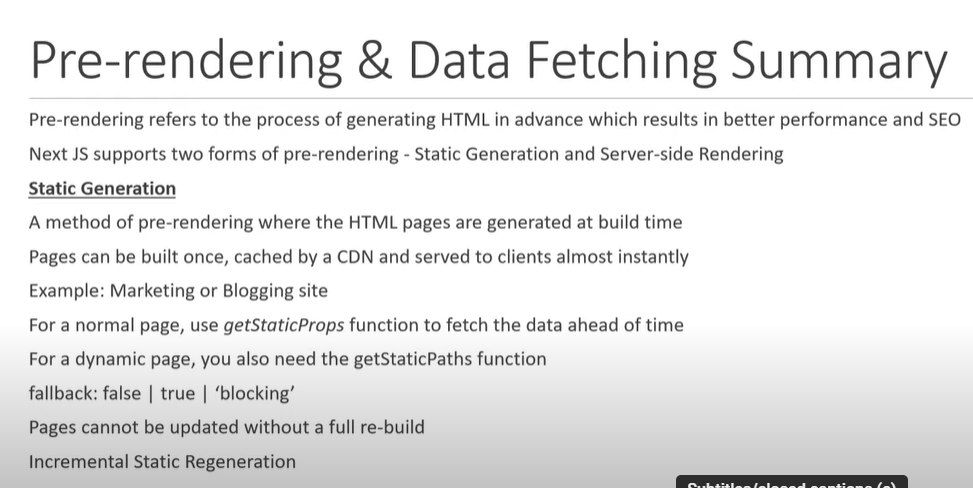 Pre-rendering & Data Fetching Summary
Pre-rendering refers to the process of generating HTML in advance which results in better performance and SEO
Next JS supports two forms of pre-rendering - Static Generation and Server-side Rendering
Static Generation
A method of pre-rendering where the HTML pages are generated at build time
Pages can be built once, cached by a CDN and served to clients almost instantly
Example: Marketing or Blogging site
For a normal page, use getStaticProps function to fetch the data ahead of time
For a dynamic page, you also need the getStaticPaths function
fallback: false | true | ‘blocking’
Pages cannot be updated without a full re-build
Incremental Static Regeneration
Subtitles/closed captions (c)